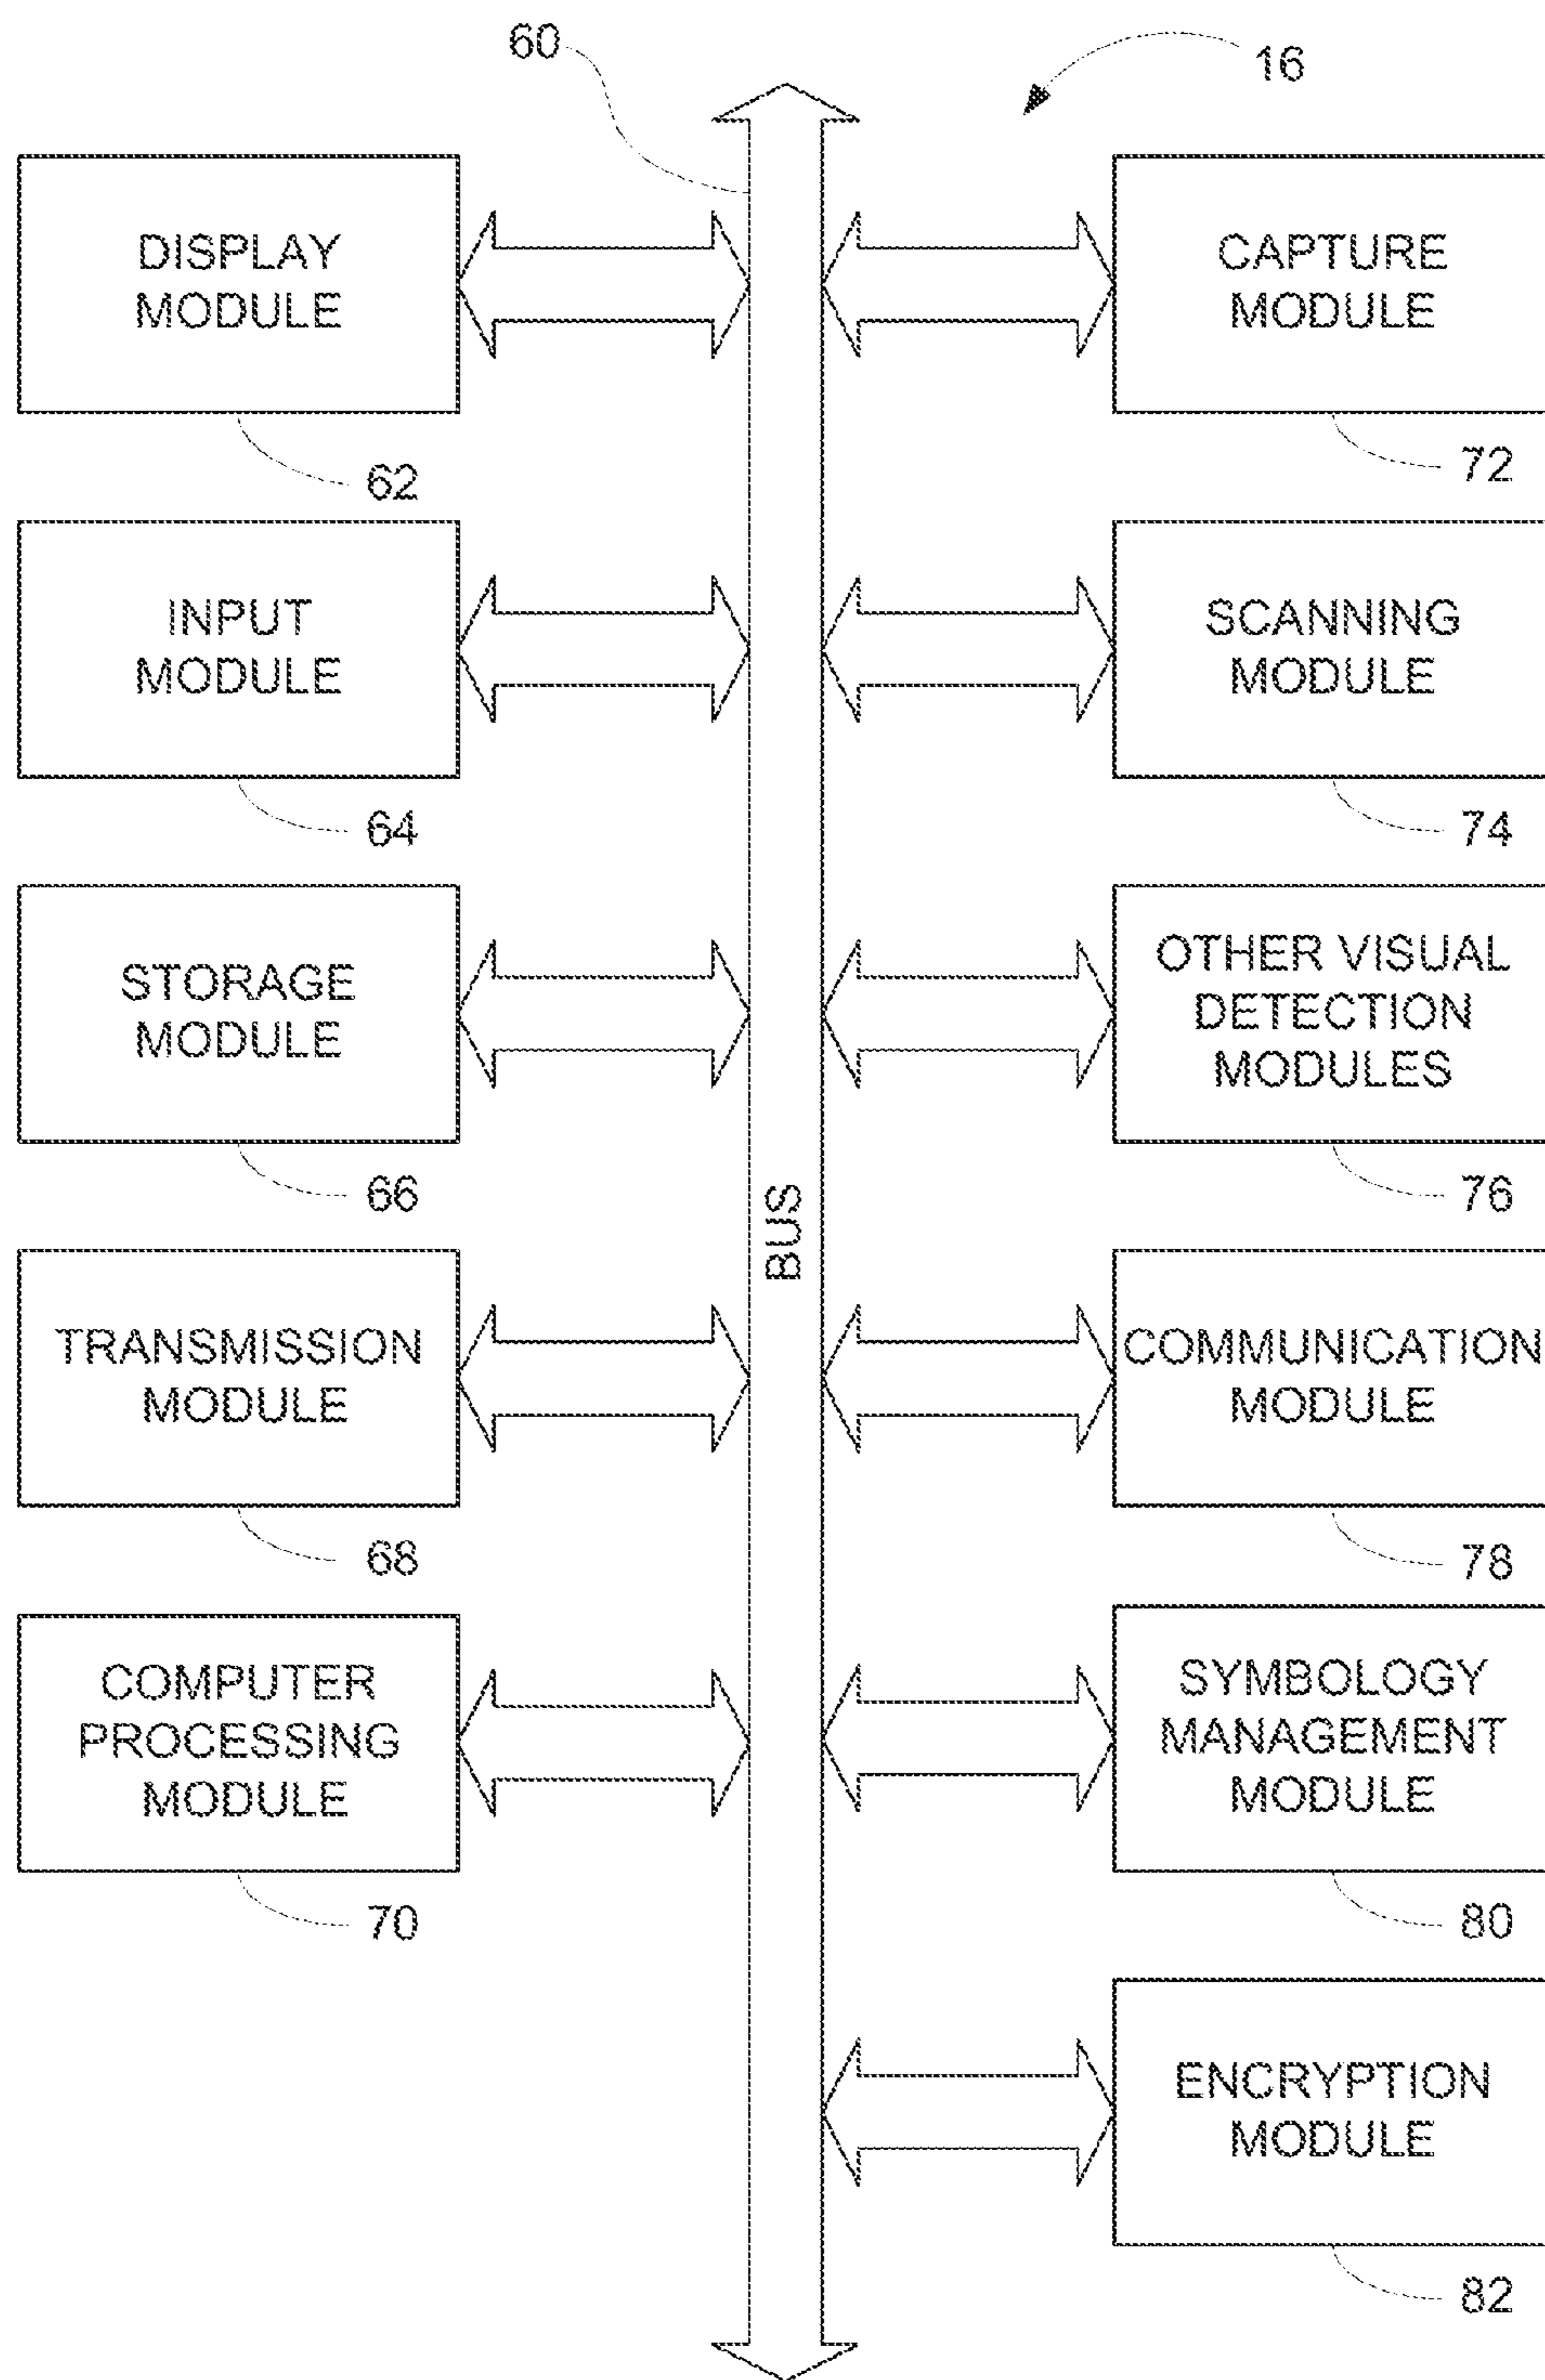 60
16
DISPLAY
MODULE
62
CAPTURE
MODULE
72
INPUT
MODULE
64
SCANNING
MODULE
74
STORAGE
MODULE
66
OTHER VISUAL
DETECTION
MODULES
76
BUS
TRANSMISSION
MODULE
68
COMMUNICATION
MODULE
78
COMPUTER
PROCESSING
MODULE
70
SYMBOLOGY
MANAGEMENT
MODULE
80
ENCRYPTION
MODULE
82